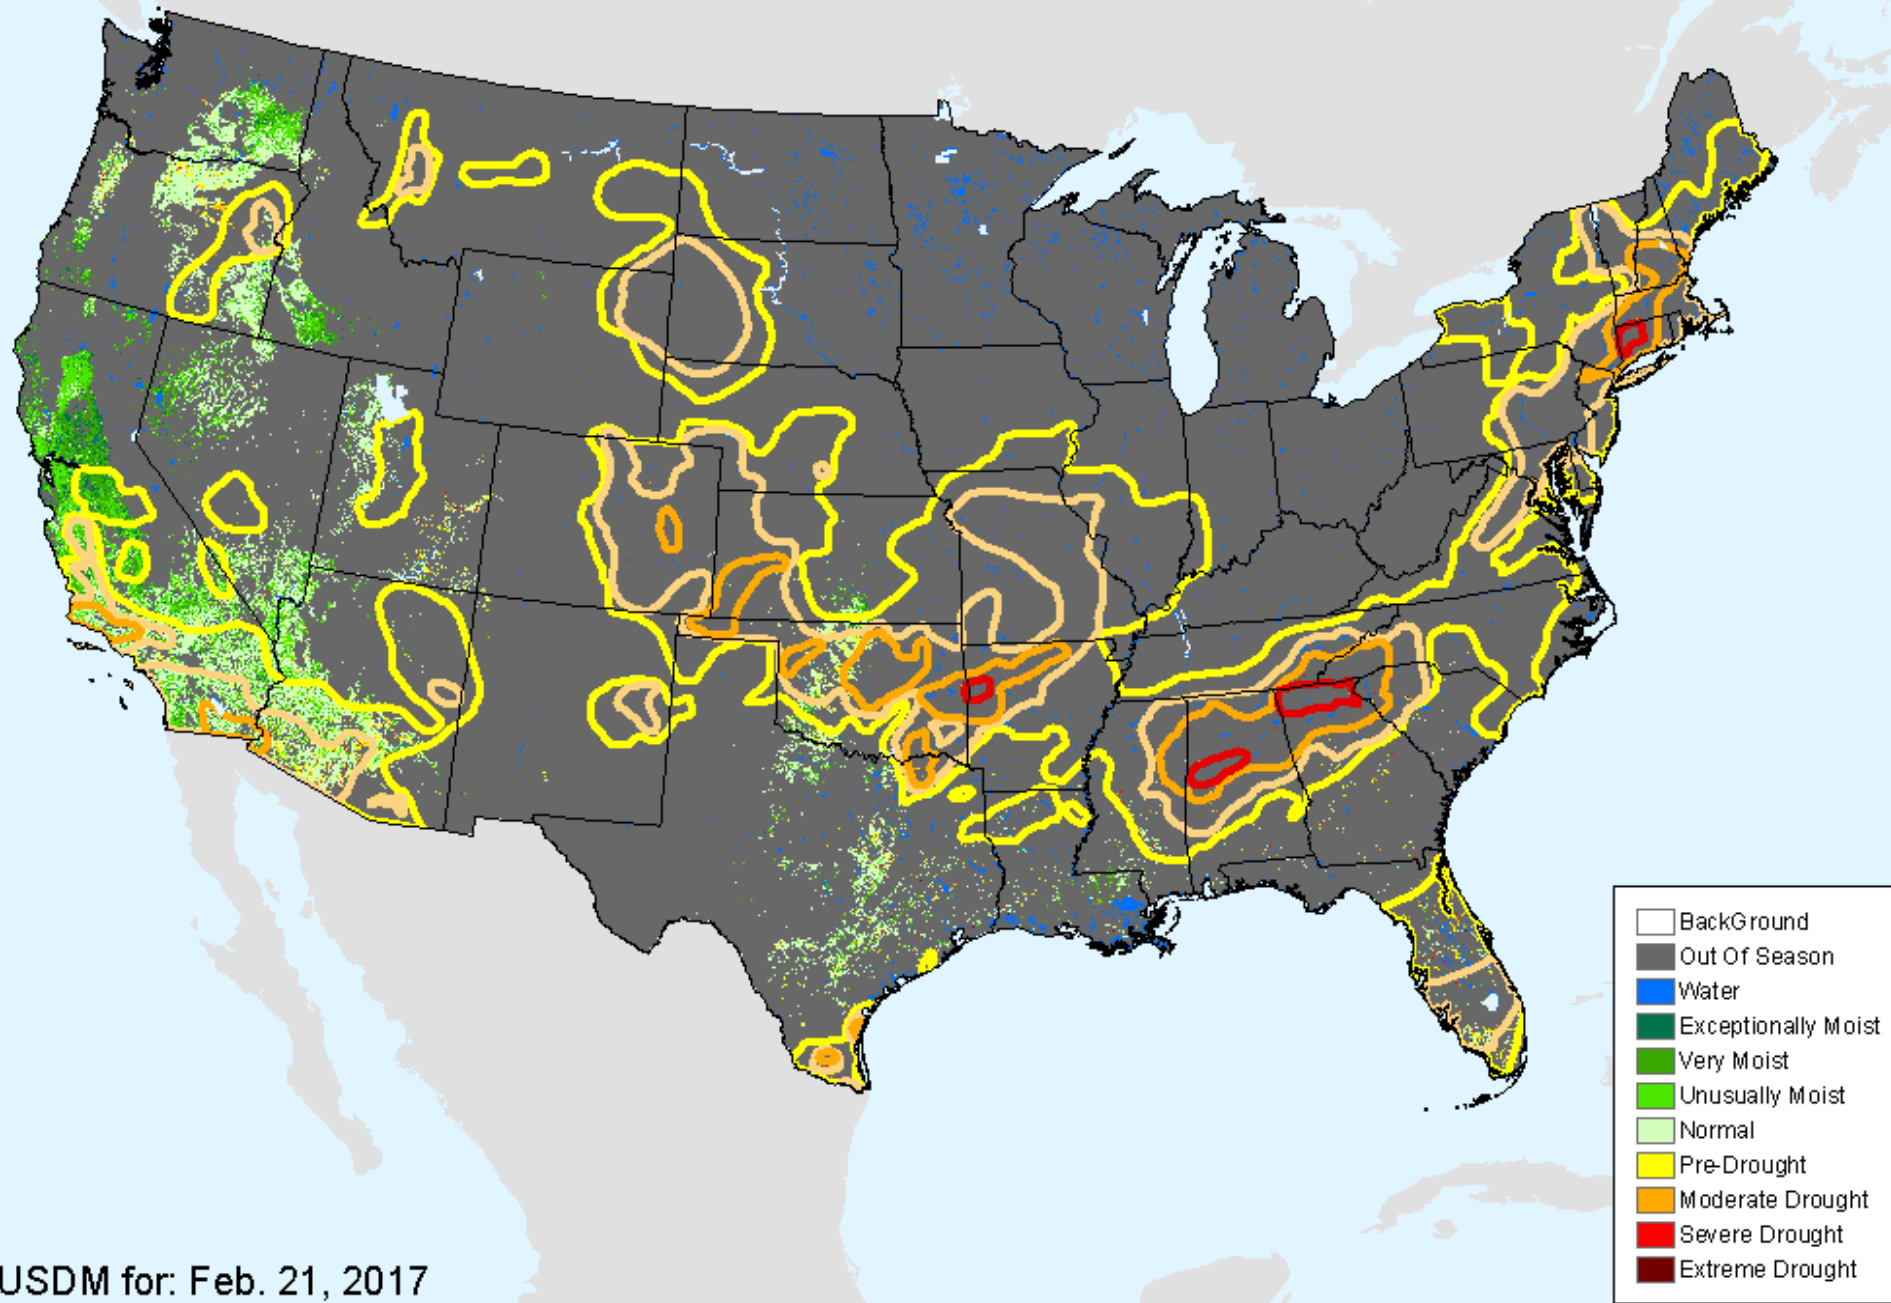 BackGround
Out Of Season
Water
Exceptionally Moist
Very Moist
Unusually Moist
Normal
Pre-Drought
Moderate Drought
Severe Drought
Extreme Drought
USDM for: Feb. 21, 2017